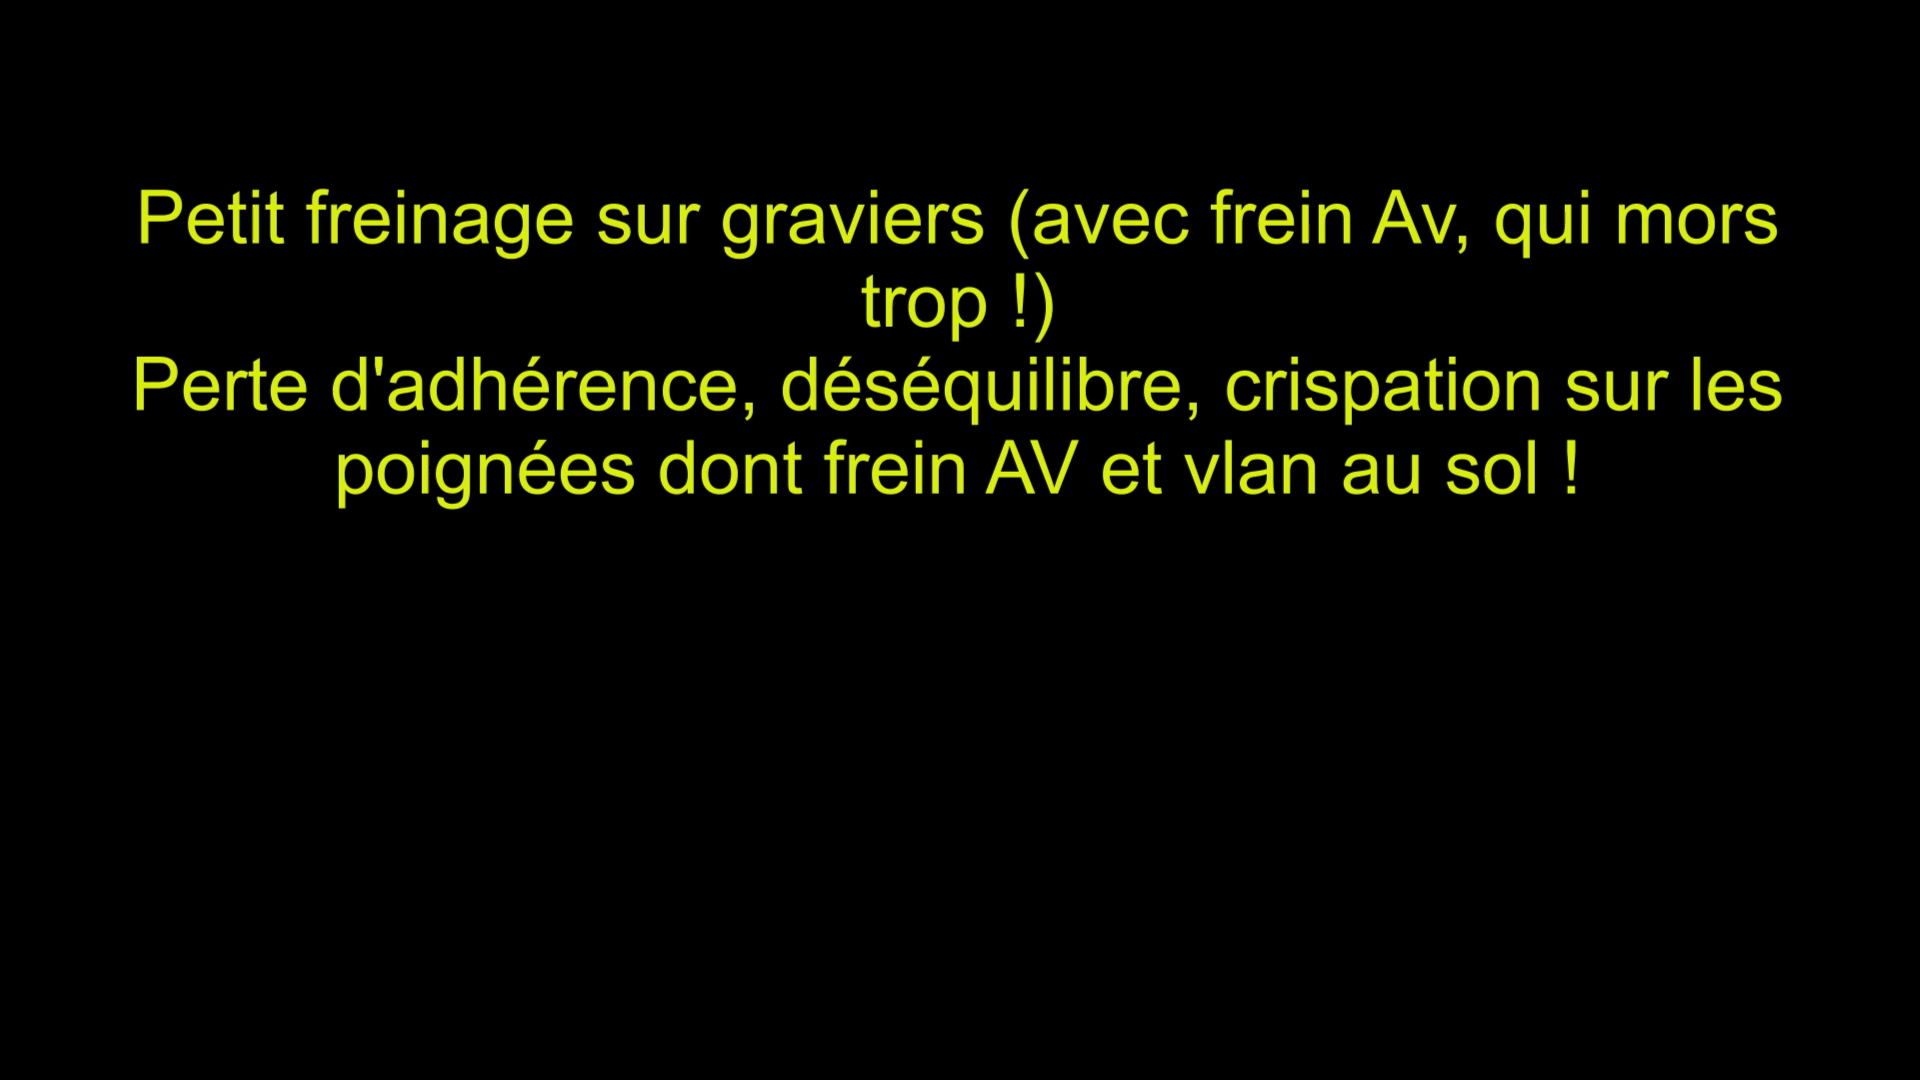 Petit freinage sur graviers (avec frein Av, qui mors
trop !)
Perte d'adhérence, déséquilibre, crispation sur les
poignées dont frein AV et vlan au sol !